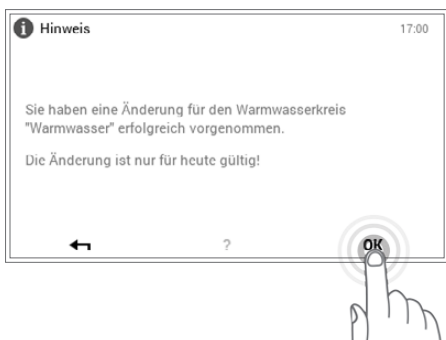 Hinweis 17:00
Sie haben eine Änderung für den Warmwasserkreis
"Warmwasser" erfolgreich vorgenommen.
Die Änderung ist nur für heute gültig!
? OK